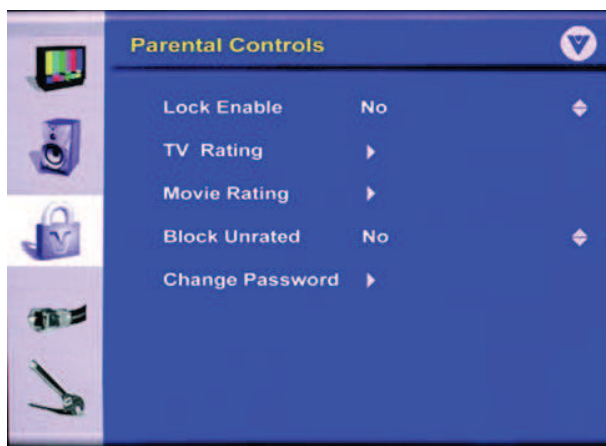 Parental Controls
Lock Enable No
TV Rating
Movie Rating
Block Unrated No
Change Password